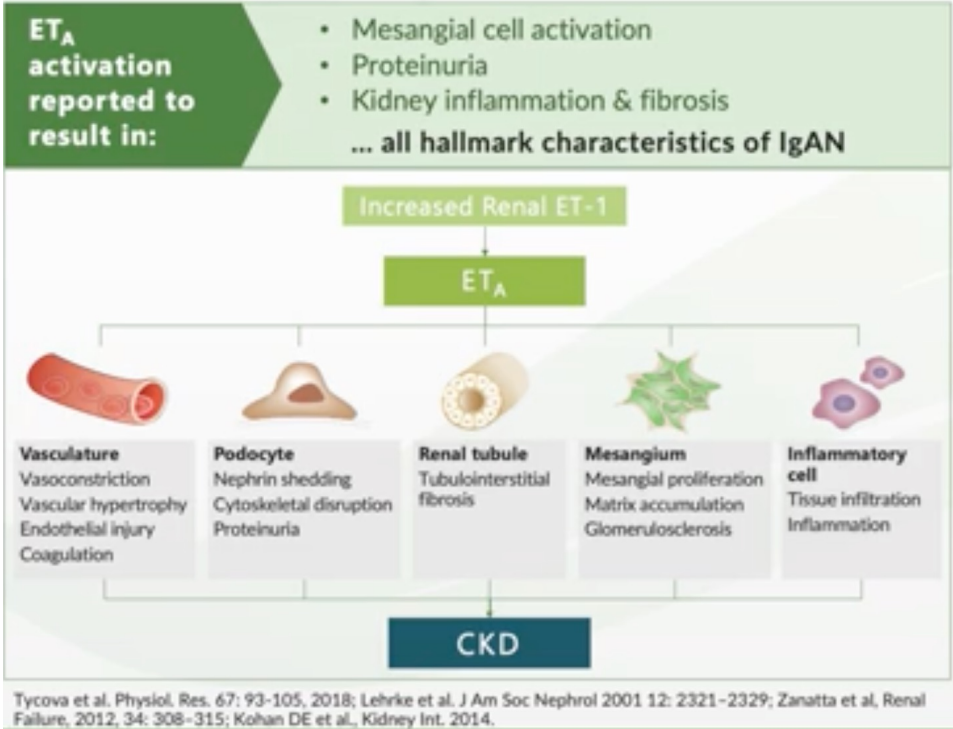 ET_A
activation
reported to
result in:
• Mesangial cell activation
• Proteinuria
• Kidney inflammation & fibrosis
... all hallmark characteristics of IgAN
Increased Renal ET-1
ET_A
Vasculature
Vasoconstriction
Vascular hypertrophy
Endothelial injury
Coagulation
Podocyte
Nephrin shedding
Cytoskeletal disruption
Proteinuria
Renal tubule
Tubulointerstitial
fibrosis
Mesangium
Mesangial proliferation
Matrix accumulation
Glomerulosclerosis
Inflammatory
cell
Tissue infiltration
Inflammation
CKD
Tycova et al. Physiol. Res. 67: 93-105, 2018; Lehrke et al. J Am Soc Nephrol 2001 12: 2321–2329; Zanatta et al, Renal
Failure, 2012, 34: 308–315; Kohan DE et al., Kidney Int. 2014.